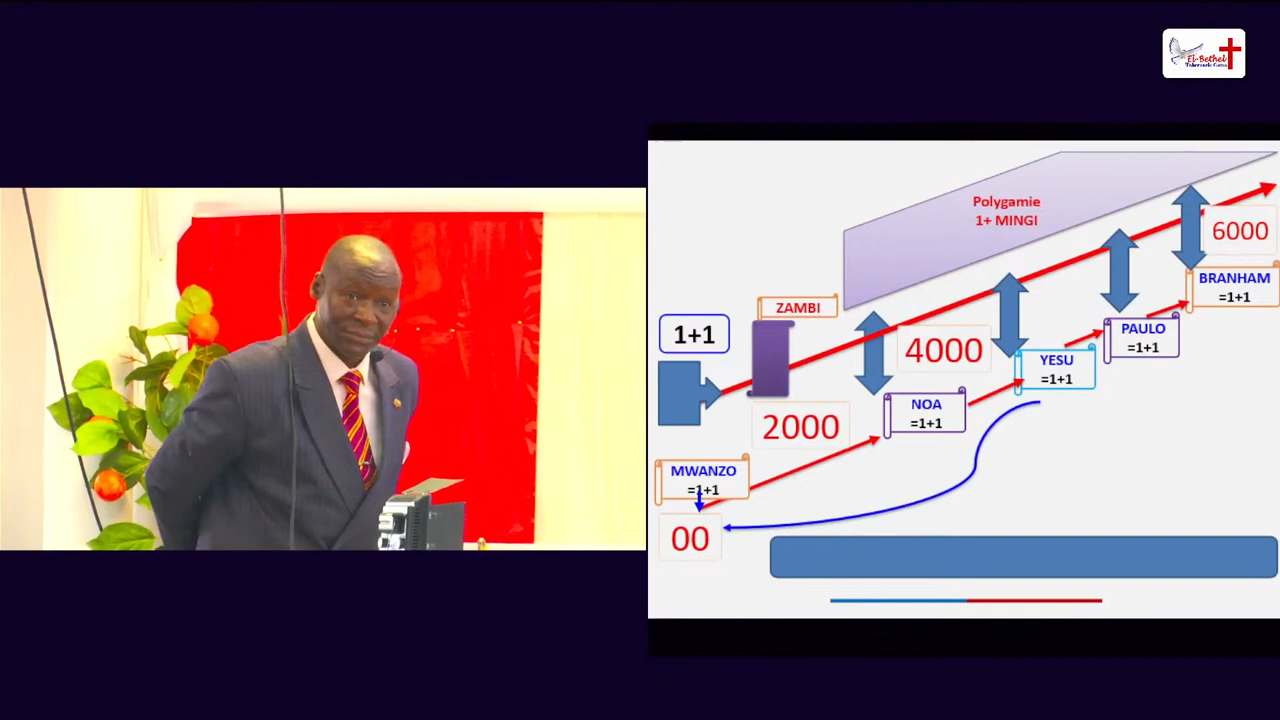 El-Bethel
Polygamie
1+ MINGI
6000
BRANHAM
=1+1
ZAMBI
1+1
4000
PAULO
=1+1
YESU
=1+1
2000
NOA
=1+1
MWANZO
=1+1
00